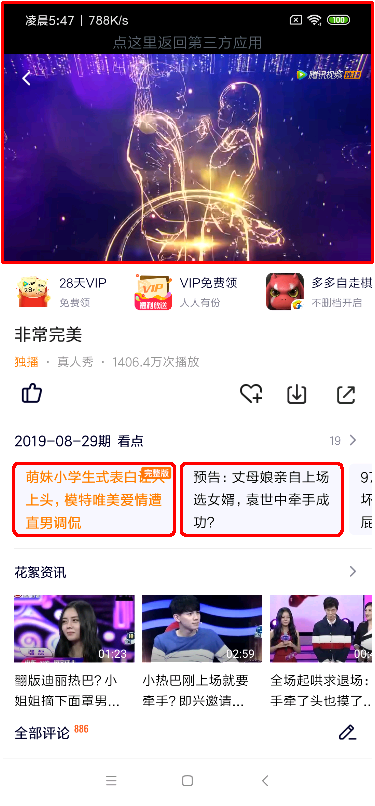 凌晨5:47 | 788K/s
100
点这里返回第三方应用
腾讯视频 独播
28天VIP
免费领
VIP免费领
人人有份
多多自走棋
不删档开启
VIP
非常完美
独播 · 真人秀 · 1406.4万次播放
2019-08-29期 看点
19
萌妹小学生式表白
完整版
上头,模特唯美爱情遭
直男调侃
预告:丈母娘亲自上场
选女婿,袁世中牵手成
功?
坏
花絮资讯
01:23
02:59
翻版迪丽热巴?小
姐姐摘下面罩男...
小热巴刚上场就要
牵手?即兴邀请...
全场起哄求退场:
手牵了头也摸了...
全部评论 886